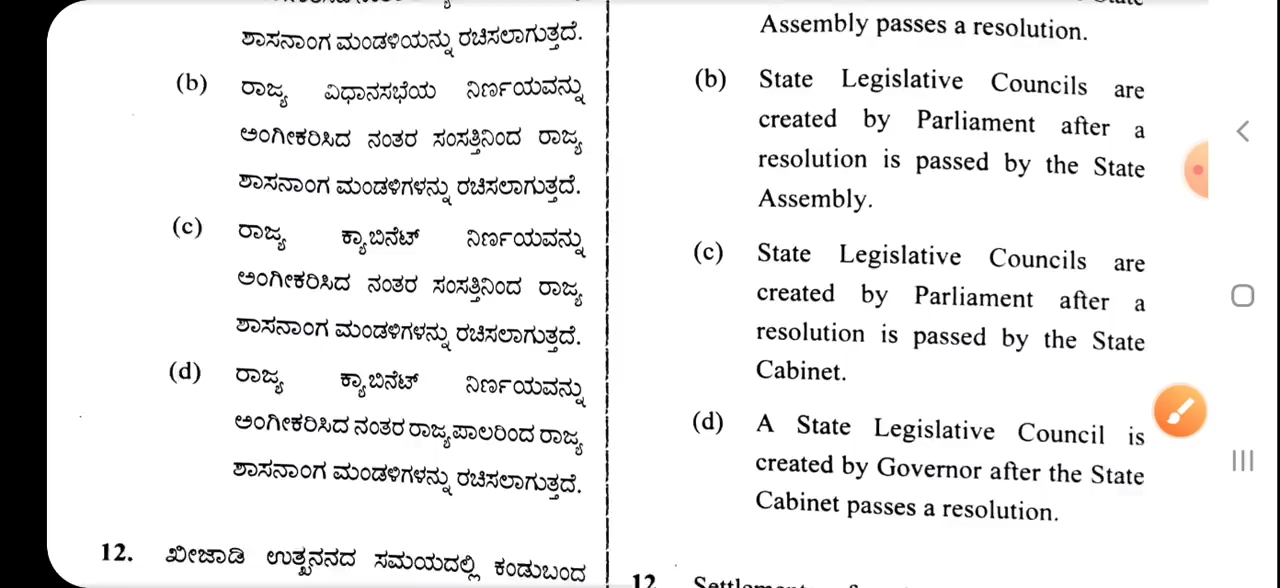 ಶಾಸನಾಂಗ ಮಂಡಳಿಯನ್ನು ರಚಿಸಲಾಗುತ್ತದೆ.
(b) ರಾಜ್ಯ ವಿಧಾನಸಭೆಯ ನಿರ್ಣಯವನ್ನು
ಅಂಗೀಕರಿಸಿದ ನಂತರ ಸಂಸತ್ತಿನಿಂದ ರಾಜ್ಯ
ಶಾಸನಾಂಗ ಮಂಡಳಿಗಳನ್ನು ರಚಿಸಲಾಗುತ್ತದೆ.
(c) ರಾಜ್ಯ ಕ್ಯಾಬಿನೆಟ್ ನಿರ್ಣಯವನ್ನು
ಅಂಗೀಕರಿಸಿದ ನಂತರ ಸಂಸತ್ತಿನಿಂದ ರಾಜ್ಯ
ಶಾಸನಾಂಗ ಮಂಡಳಿಗಳನ್ನು ರಚಿಸಲಾಗುತ್ತದೆ.
(d) ರಾಜ್ಯ ಕ್ಯಾಬಿನೆಟ್ ನಿರ್ಣಯವನ್ನು
ಅಂಗೀಕರಿಸಿದ ನಂತರ ರಾಜ್ಯಪಾಲರಿಂದ ರಾಜ್ಯ
ಶಾಸನಾಂಗ ಮಂಡಳಿಗಳನ್ನು ರಚಿಸಲಾಗುತ್ತದೆ.
12. ಖೀಜಾಡಿ ಉತ್ಖನನದ ಸಮಯದಲ್ಲಿ ಕಂಡುಬಂದ
State
Assembly passes a resolution.
(b) State Legislative Councils are
created by Parliament after a
resolution is passed by the State
Assembly.
(c) State Legislative Councils are
created by Parliament after a
resolution is passed by the State
Cabinet.
(d) A State Legislative Council is
created by Governor after the State
Cabinet passes a resolution.
12